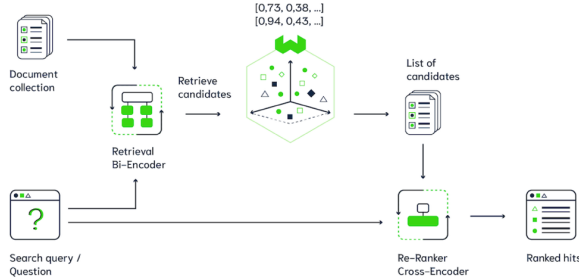 [0,73, 0,38, ...]
[0,94, 0,43, ...]
Document
collection
Retrieve
candidates
List of
candidates
Retrieval
Bi-Encoder
?
Search query /
Question
Re-Ranker
Cross-Encoder
Ranked hits